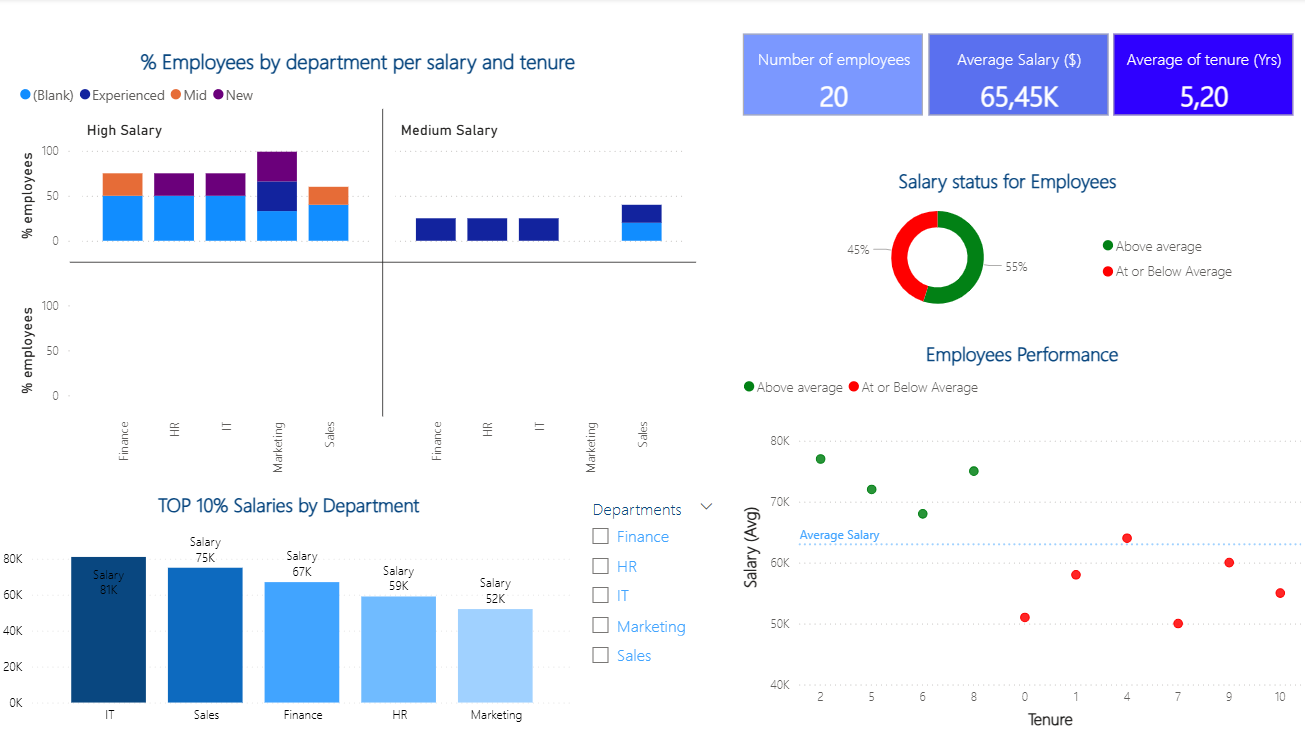 % Employees by department per salary and tenure
(Blank) Experienced Mid New
High Salary
Medium Salary
% employees
100
50
0
% employees
100
50
0
Finance HR IT Marketing Sales
Finance HR IT Marketing Sales
Number of employees
20
Average Salary ($)
65,45K
Average of tenure (Yrs)
5,20
Salary status for Employees
45%
55%
Above average
At or Below Average
Employees Performance
Above average At or Below Average
Salary (Avg)
80K
70K
Average Salary
60K
50K
40K
2 5 6 8 0 1 4 7 9 10
Tenure
TOP 10% Salaries by Department
80K
60K
40K
20K
0K
Salary
81K
Salary
75K
Salary
67K
Salary
59K
Salary
52K
IT Sales Finance HR Marketing
Departments
Finance
HR
IT
Marketing
Sales